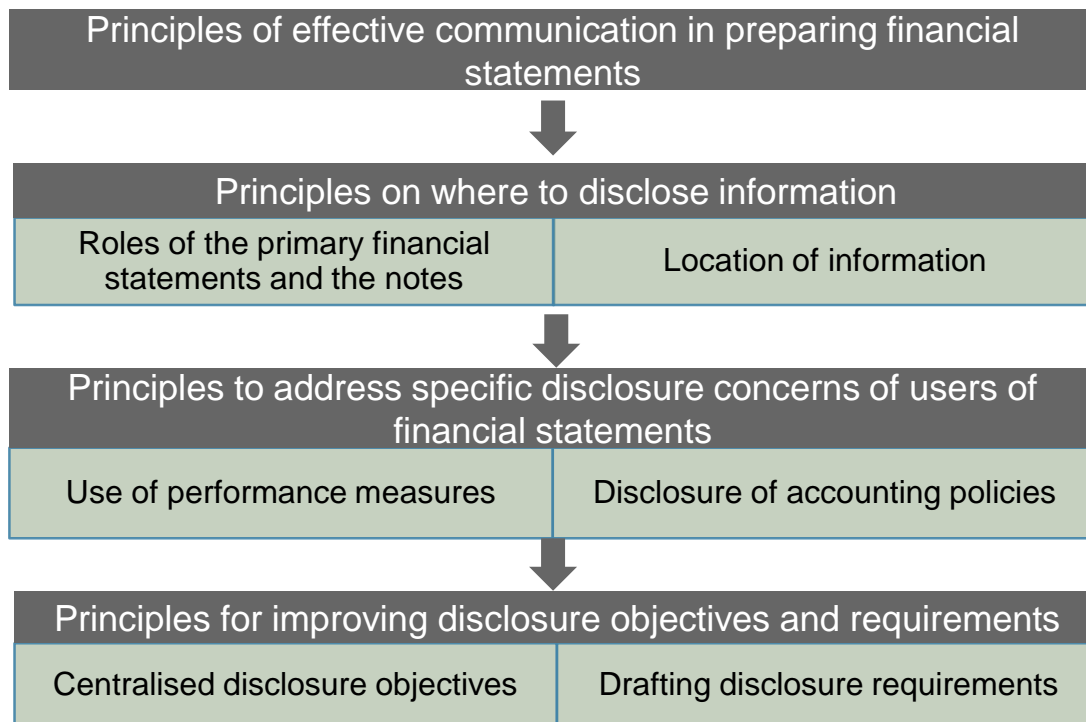 Principles of effective communication in preparing financial
statements
Principles on where to disclose information
Roles of the primary financial
statements and the notes
Location of information
Principles to address specific disclosure concerns of users of
financial statements
Use of performance measures
Disclosure of accounting policies
Principles for improving disclosure objectives and requirements
Centralised disclosure objectives
Drafting disclosure requirements